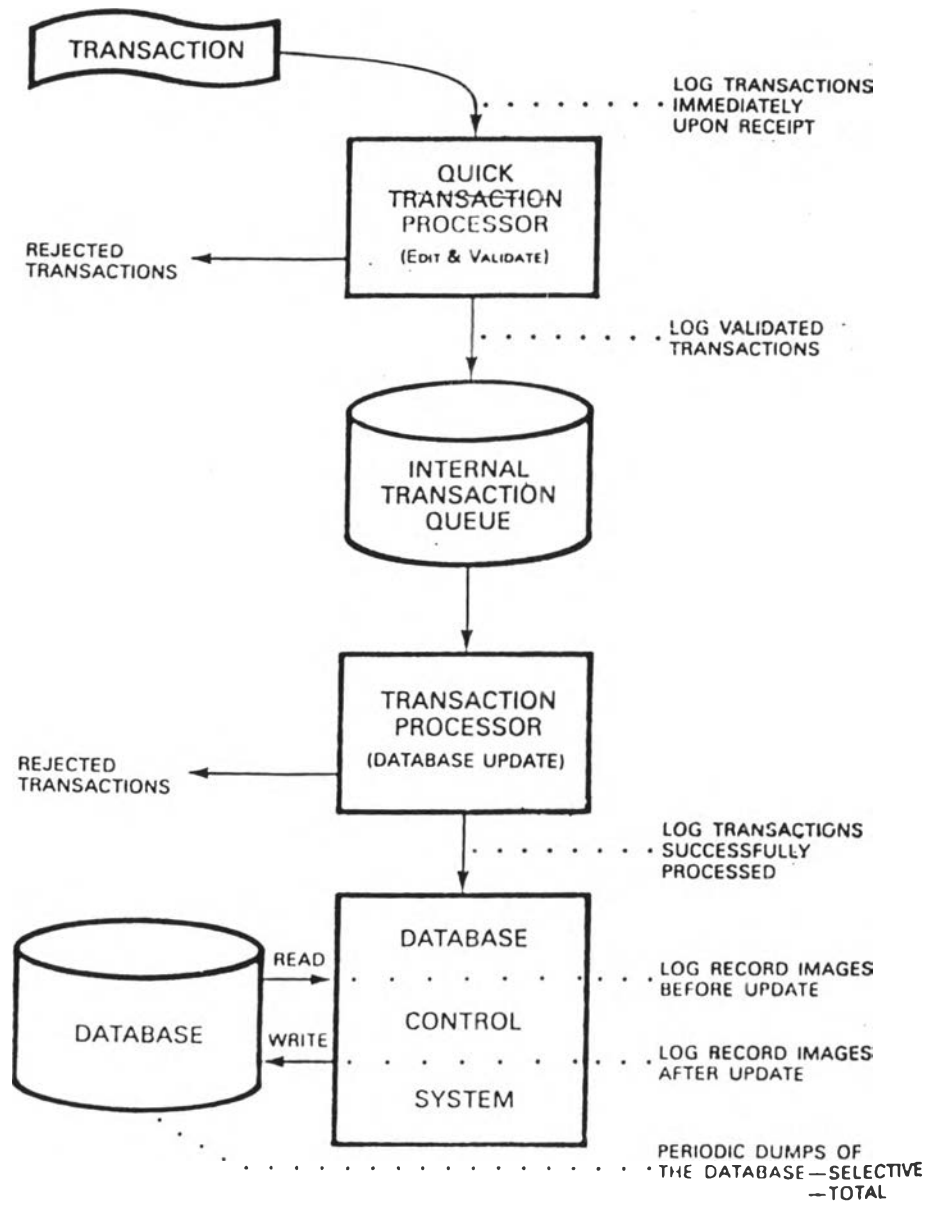 TRANSACTION
LOG TRANSACTIONS
IMMEDIATELY
UPON RECEIPT
QUICK
TRANSACTION
PROCESSOR
(EDIT & VALIDATE)
REJECTED
TRANSACTIONS
LOG VALIDATED
TRANSACTIONS
INTERNAL
TRANSACTION
QUEUE
TRANSACTION
PROCESSOR
(DATABASE UPDATE)
REJECTED
TRANSACTIONS
LOG TRANSACTIONS
SUCCESSFULLY
PROCESSED
DATABASE
CONTROL
SYSTEM
READ
WRITE
DATABASE
LOG RECORD IMAGES
BEFORE UPDATE
LOG RECORD IMAGES
AFTER UPDATE
PERIODIC DUMPS OF
THE DATABASE—SELECTIVE
—TOTAL